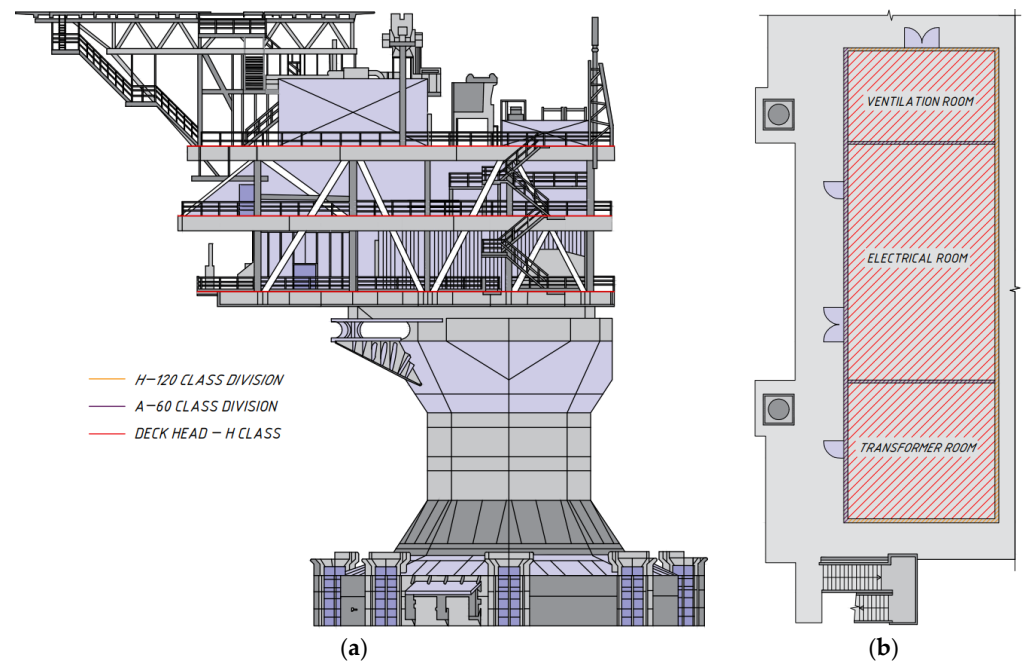 H-120 CLASS DIVISION
A-60 CLASS DIVISION
DECK HEAD - H CLASS
(a)
VENTILATION ROOM
ELECTRICAL ROOM
TRANSFORMER ROOM
(b)